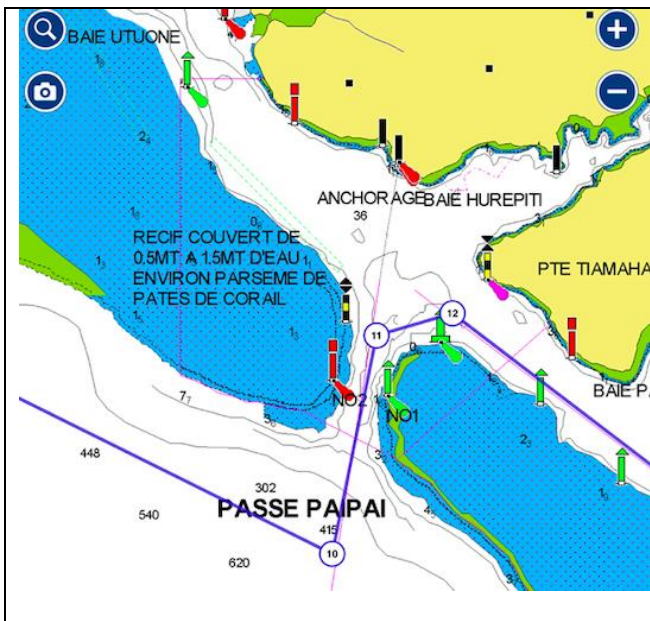 BAIE UTUONE
ANCHORAGE
BAIE HUREPITI
36
RECIF COUVERT DE
0.5MT A 1.5MT D'EAU
ENVIRON PARSEME DE
PATES DE CORAIL
PTE TIAMAHA
12
11
NO2
NO1
BAIE PA
448
302
PASSE PAIPAI
540
415
10
620